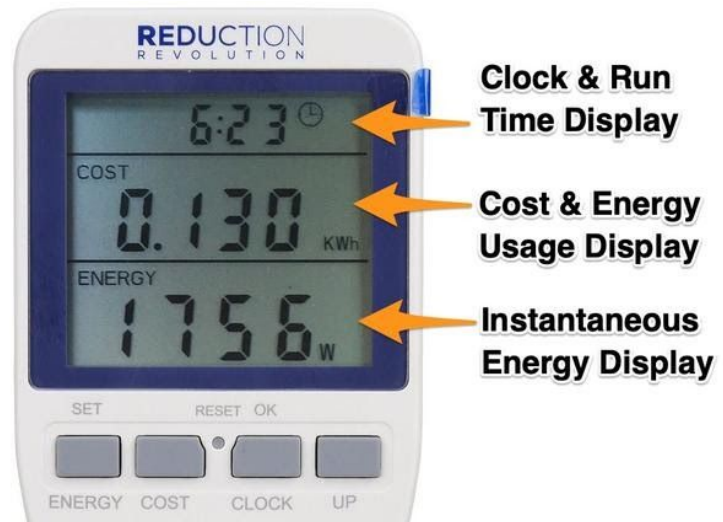 REDUCTION
REVOLUTION
6:23
Clock & Run
Time Display
COST
0.130 KWh
Cost & Energy
Usage Display
ENERGY
1756 W
Instantaneous
Energy Display
SET RESET OK
ENERGY COST CLOCK UP